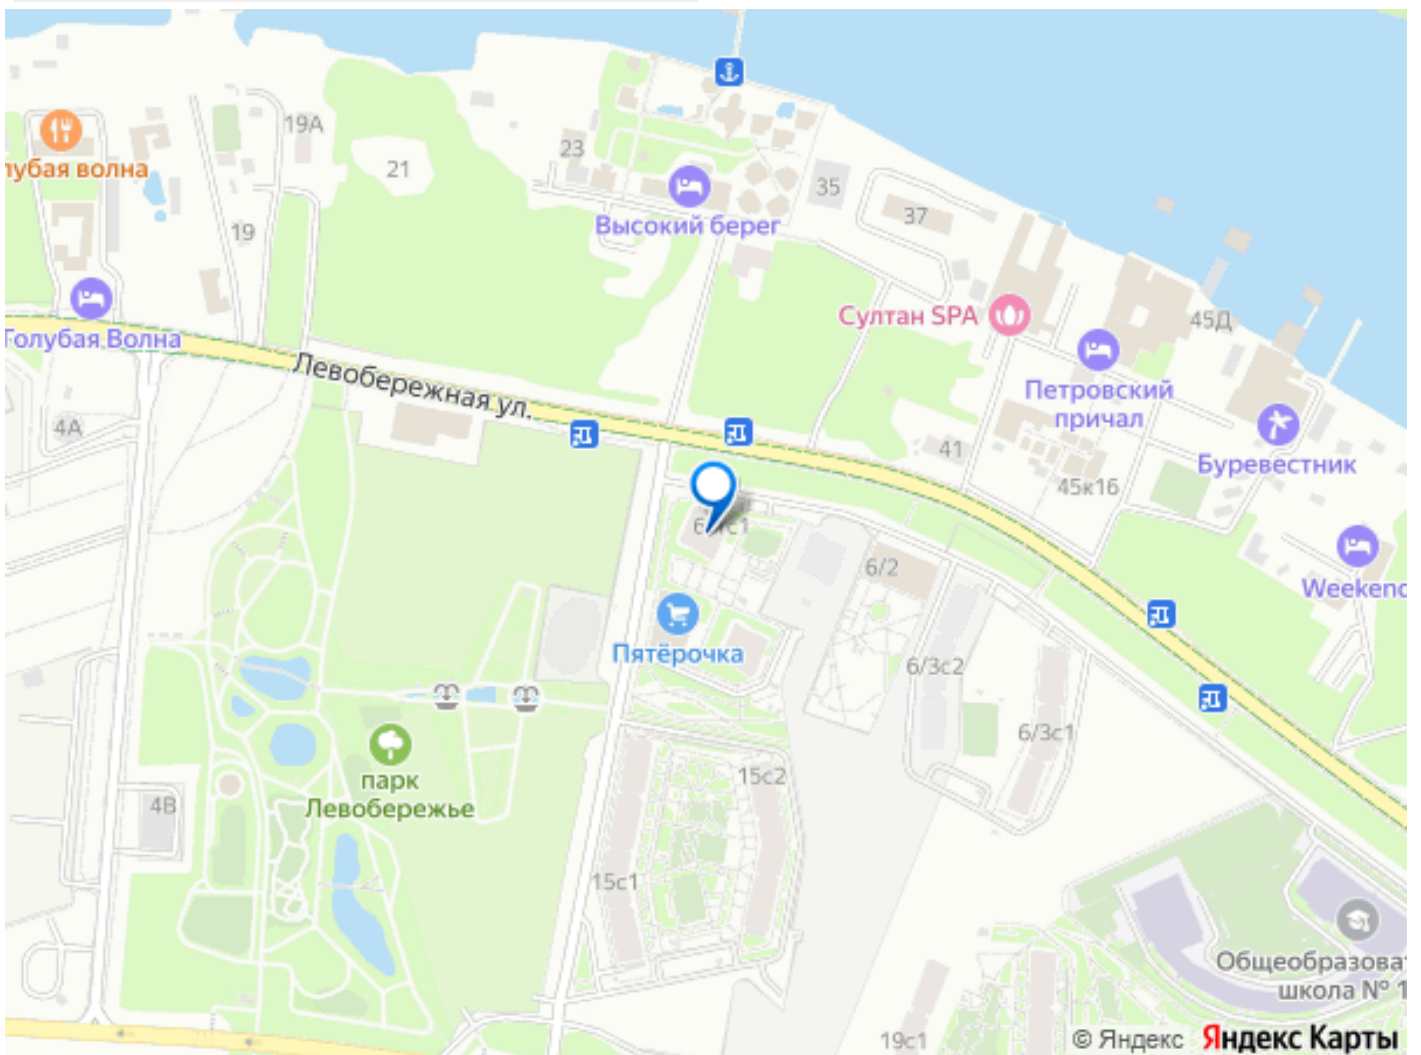 19А
21
23
35
37
лубая волна
19
Высокий берег
Султан SPA
45Д
Голубая Волна
Левобережная ул.
Петровский
причал
4А
41
Буревестник
45к16
6/2
Weekend
Пятёрочка
6/3с2
6/3с1
парк
Левобережье
15с2
4В
15с1
Общеобразова
школа № 1
19с1
© Яндекс Яндекс Карты